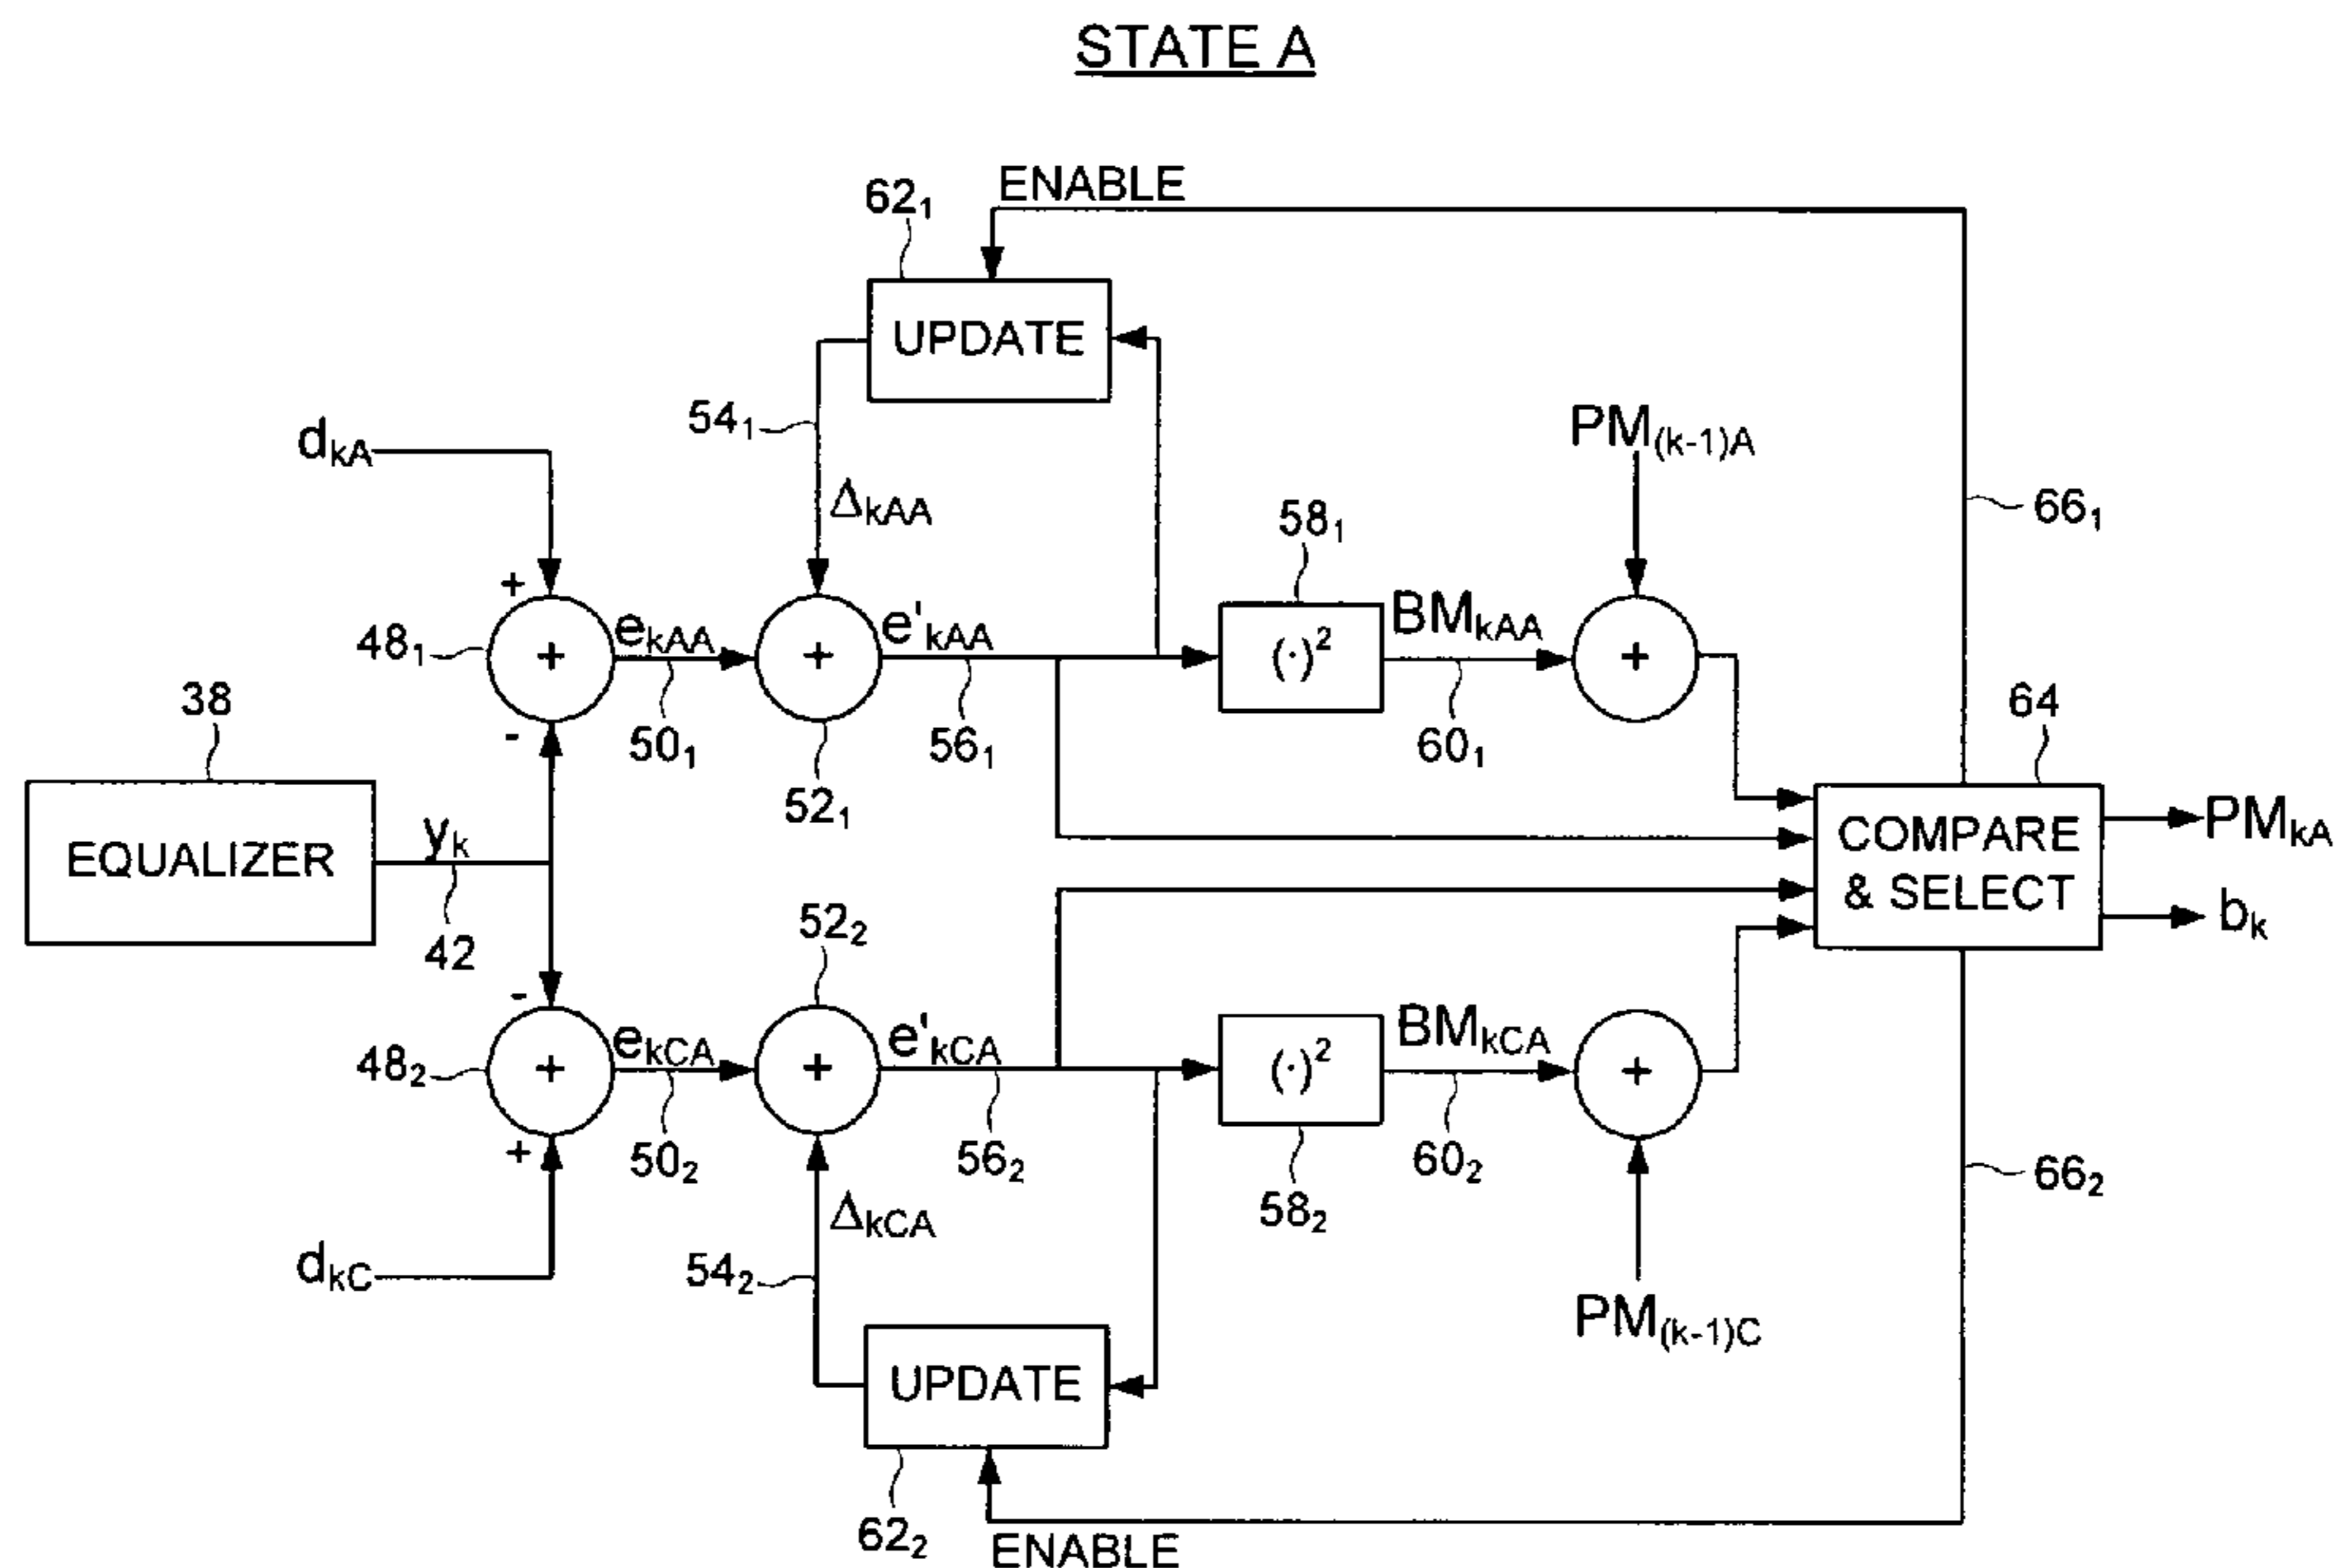 STATE A
ENABLE
62₁
UPDATE
54₁
d_kA
Δ_kAA
PM_(k-1)A
66₁
58₁
+
48₁
+
e_kAA
+
e'_kAA
(·)²
BM_kAA
+
-
50₁
52₁
56₁
60₁
38
EQUALIZER
y_k
42
64
COMPARE
& SELECT
PM_kA
b_k
52₂
-
48₂
+
e_kCA
+
e'_kCA
(·)²
BM_kCA
+
+
50₂
56₂
58₂
60₂
66₂
Δ_kCA
d_kC
54₂
PM_(k-1)C
UPDATE
62₂
ENABLE